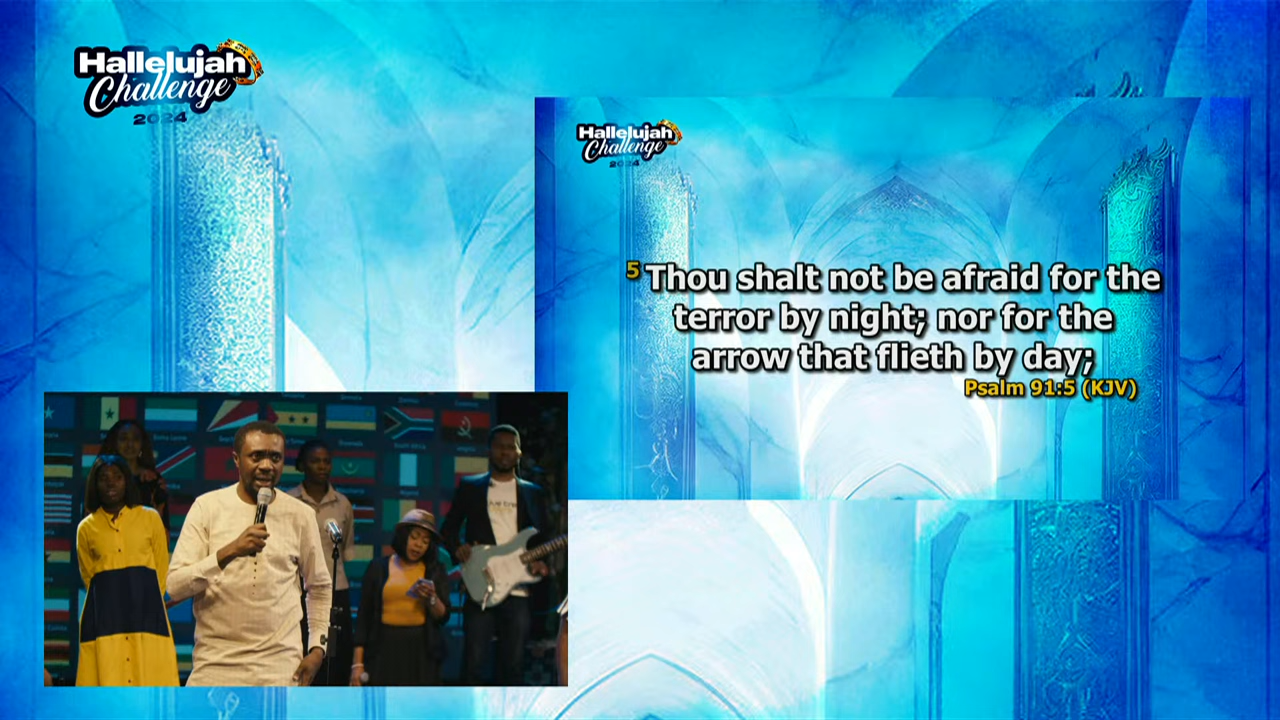 Hallelujah
Challenge
2024
Hallelujah
Challenge
2024
5 Thou shalt not be afraid for the
terror by night; nor for the
arrow that flieth by day;
Psalm 91:5 (KJV)